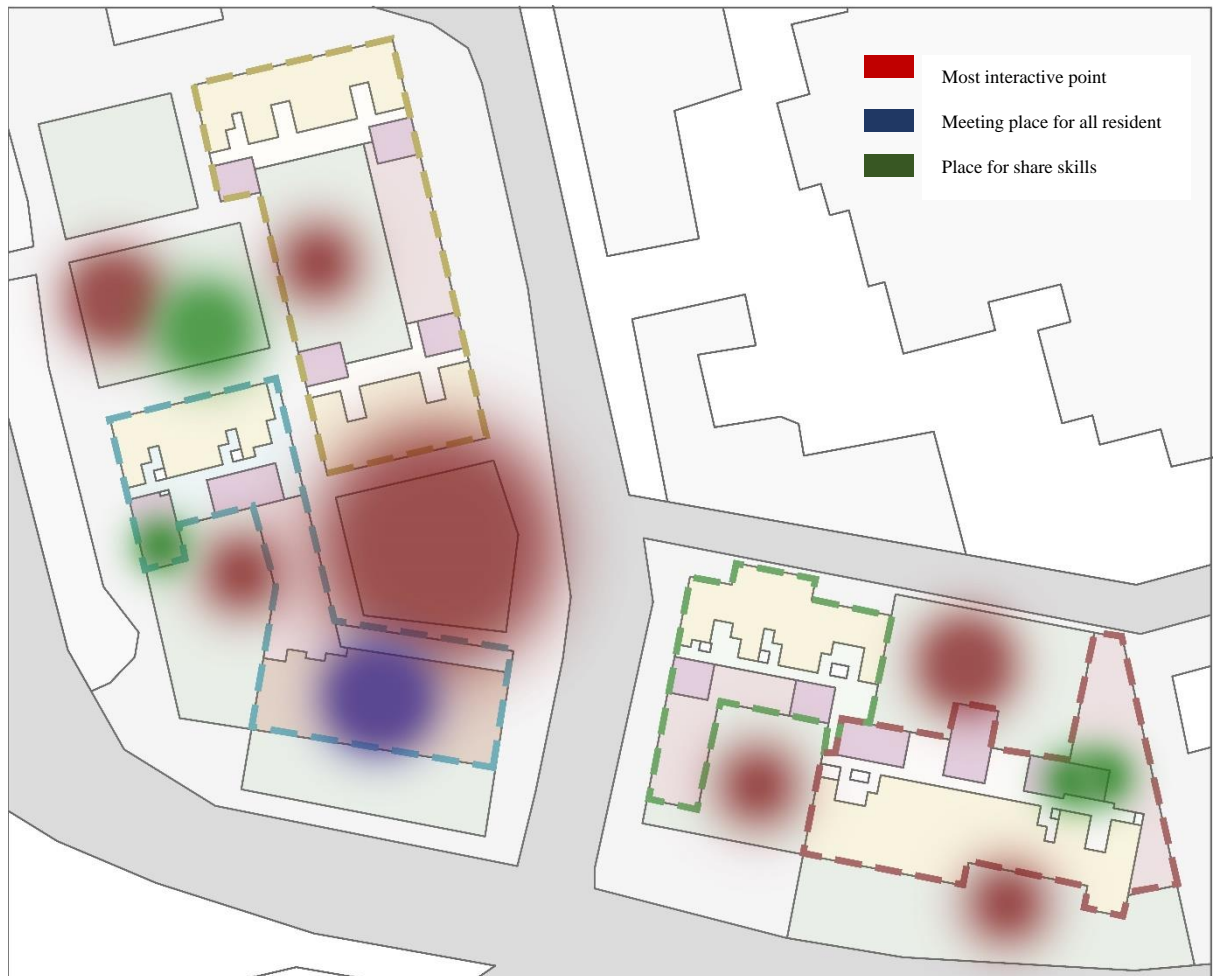 Most interactive point
Meeting place for all resident
Place for share skills